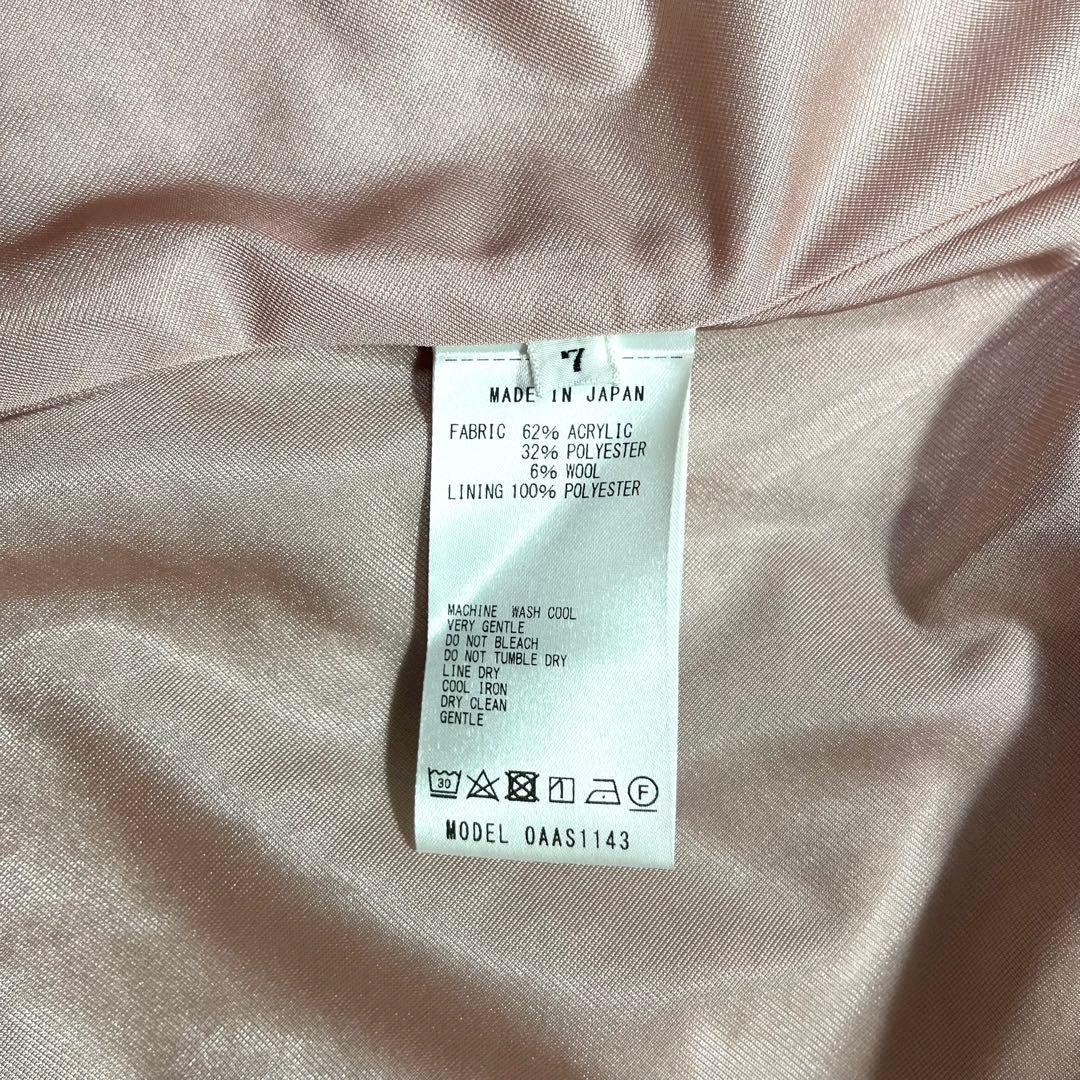 7
MADE IN JAPAN
FABRIC 62% ACRYLIC
32% POLYESTER
6% WOOL
LINING 100% POLYESTER
MACHINE WASH COOL
VERY GENTLE
DO NOT BLEACH
DO NOT TUMBLE DRY
LINE DRY
COOL IRON
DRY CLEAN
GENTLE
30 F
MODEL OAAS1143